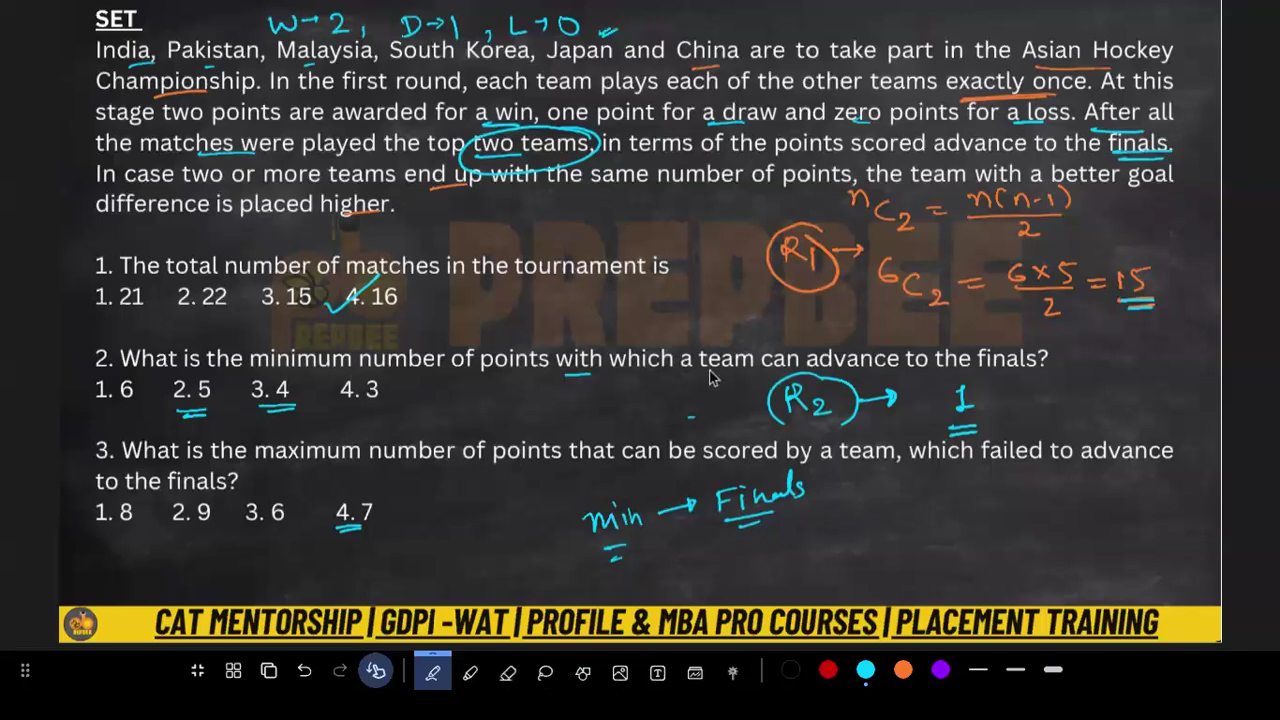 SET
W→2, D→1, L→0
India, Pakistan, Malaysia, South Korea, Japan and China are to take part in the Asian Hockey
Championship. In the first round, each team plays each of the other teams exactly once. At this
stage two points are awarded for a win, one point for a draw and zero points for a loss. After all
the matches were played the top two teams, in terms of the points scored advance to the finals.
In case two or more teams end up with the same number of points, the team with a better goal
difference is placed higher.
nC2 = n(n-1)/2
R1 → 6C2 = 6×5/2 = 15
1. The total number of matches in the tournament is
1. 21 2. 22 3. 15 4. 16
PREPBEE
PREPBEE
2. What is the minimum number of points with which a team can advance to the finals?
1. 6 2. 5 3. 4 4. 3
R2 → 1
3. What is the maximum number of points that can be scored by a team, which failed to advance
to the finals?
1. 8 2. 9 3. 6 4. 7
min → Finals
CAT MENTORSHIP | GDPI -WAT | PROFILE & MBA PRO COURSES | PLACEMENT TRAINING